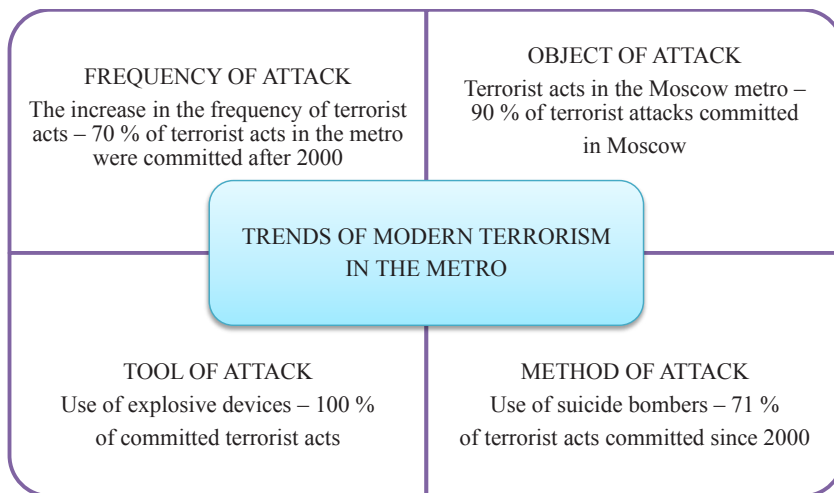 FREQUENCY OF ATTACK
The increase in the frequency of terrorist
acts – 70 % of terrorist acts in the metro
were committed after 2000
OBJECT OF ATTACK
Terrorist acts in the Moscow metro –
90 % of terrorist attacks committed
in Moscow
TRENDS OF MODERN TERRORISM
IN THE METRO
TOOL OF ATTACK
Use of explosive devices – 100 %
of committed terrorist acts
METHOD OF ATTACK
Use of suicide bombers – 71 %
of terrorist acts committed since 2000